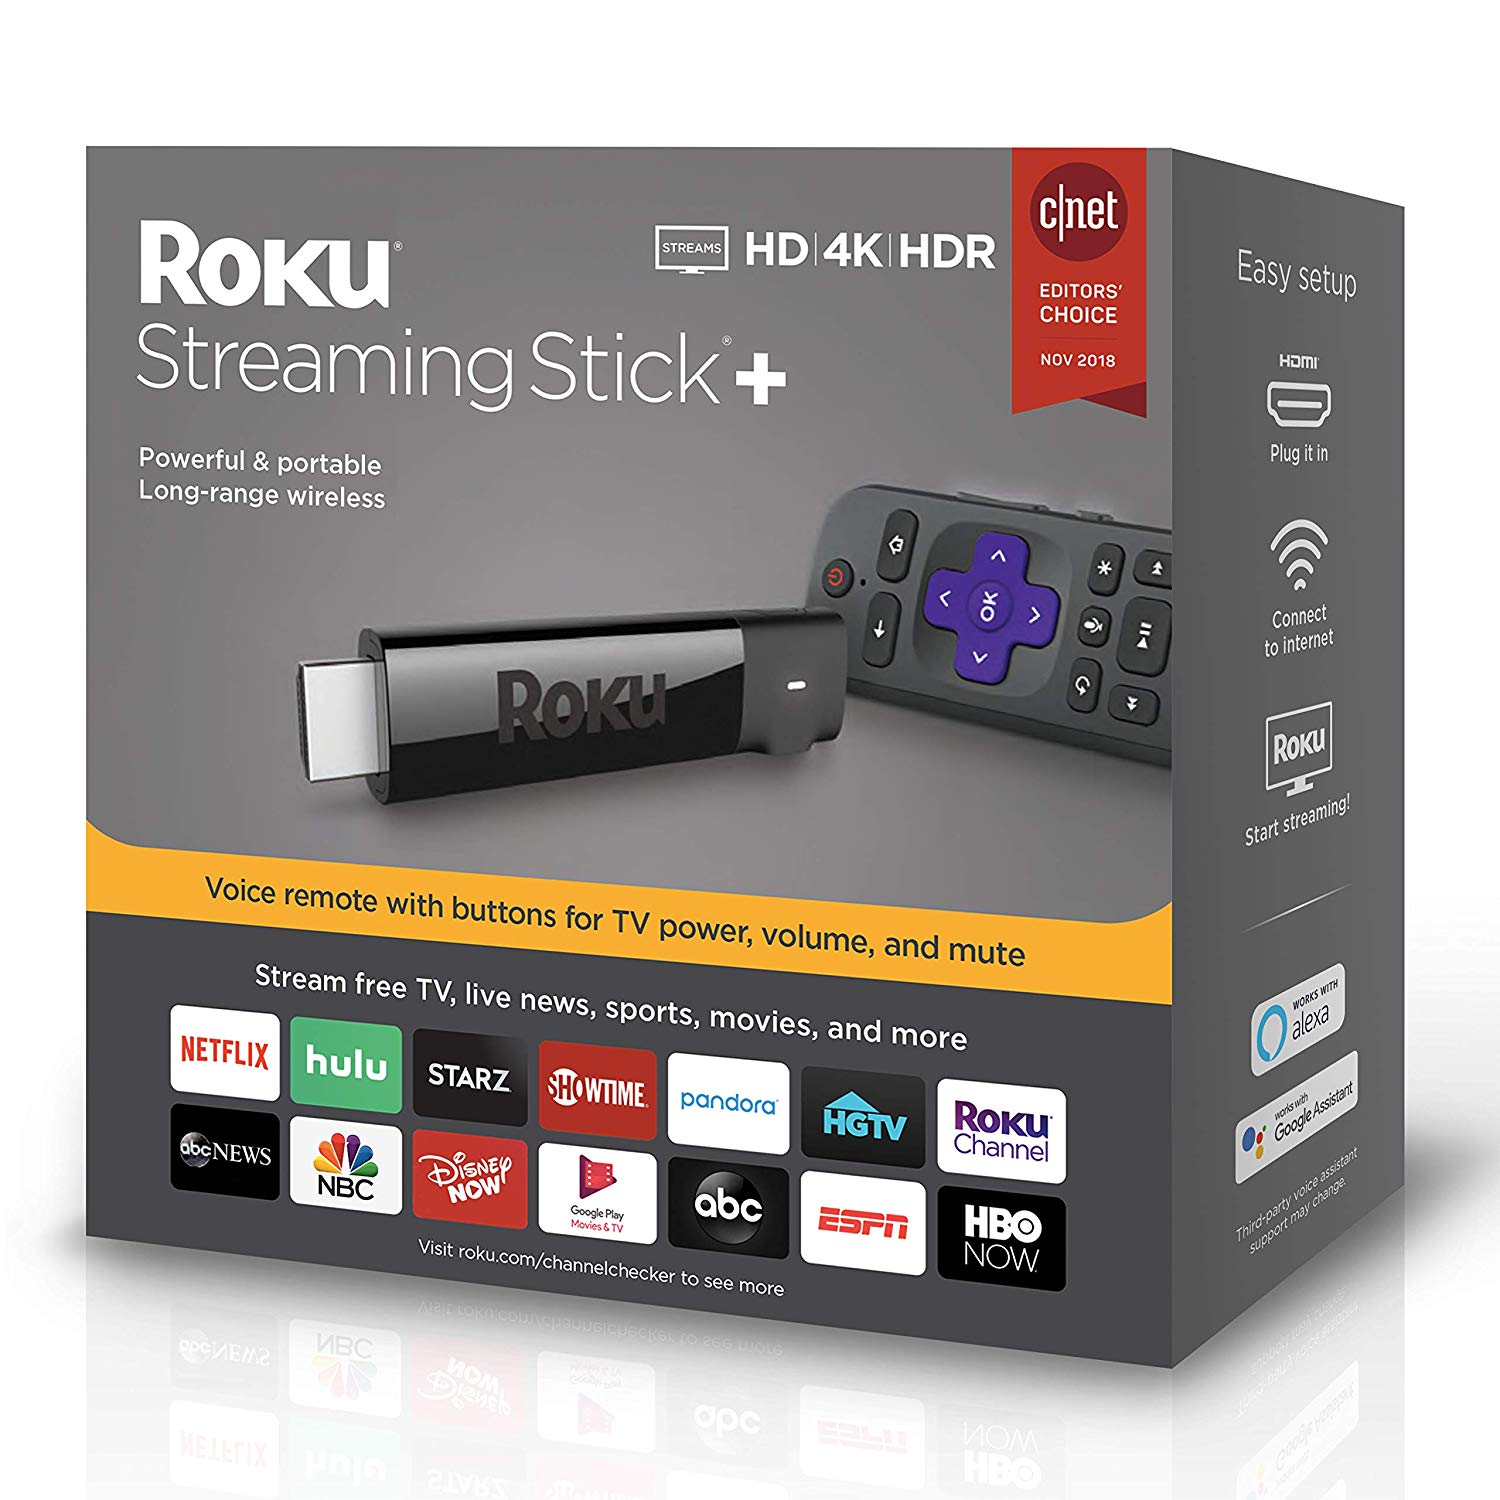 ROKU®
Streaming Stick®+
Powerful & portable
Long-range wireless
STREAMS
HD|4K|HDR
c|net
EDITORS'
CHOICE
NOV 2018
ROKU
OK
Voice remote with buttons for TV power, volume, and mute
Stream free TV, live news, sports, movies, and more
NETFLIX
hulu
STARZ
SHOWTIME
pandora
HGTV
ROKU
Channel
abc NEWS
NBC
DISNEY
NOW
Google Play
Movies & TV
abc
ESPN
HBO
NOW
Visit roku.com/channelchecker to see more
Easy setup
HDMI
Plug it in
Connect
to internet
ROKU
Start streaming!
WORKS WITH
alexa
works with
Google Assistant
Third-party voice assistant
support may change.